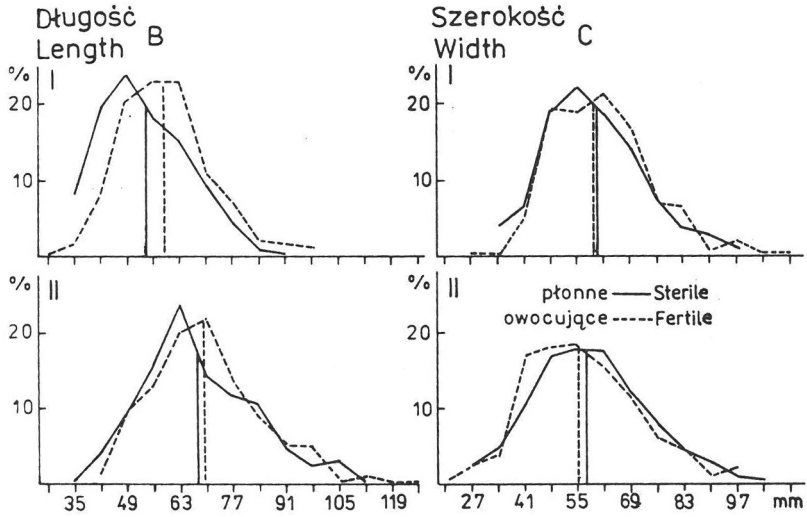 Długość
Length B
% I
20
10
Szerokość
Width C
% I
20
10
% II
20
10
35 49 63 77 91 105 119
% II
płonne Sterile
owocujące Fertile
20
10
27 41 55 69 83 97 mm